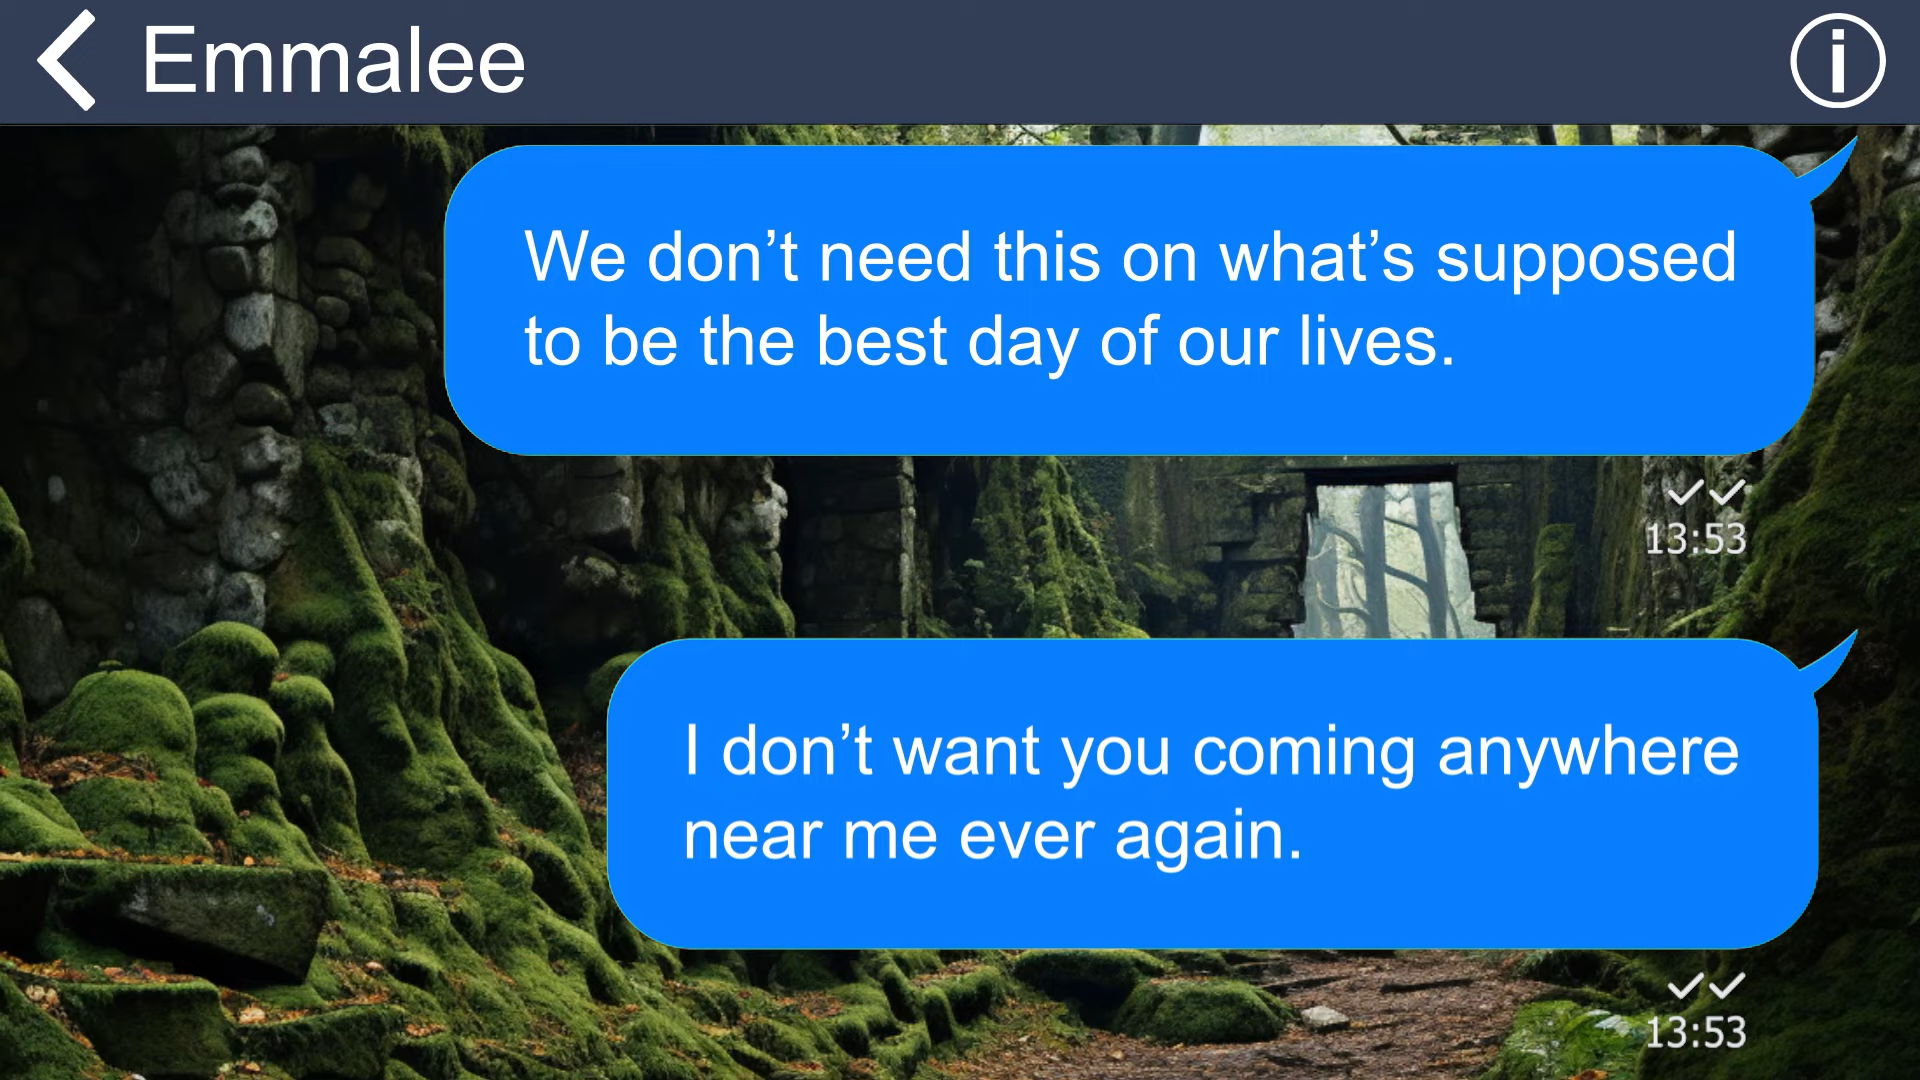 Emmalee
We don’t need this on what’s supposed
to be the best day of our lives.
13:53
I don’t want you coming anywhere
near me ever again.
13:53